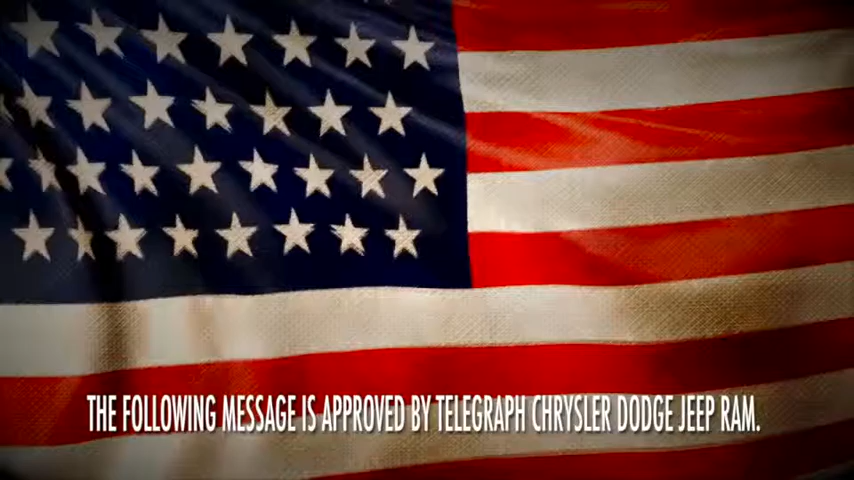 THE FOLLOWING MESSAGE IS APPROVED BY TELEGRAPH CHRYSLER DODGE JEEP RAM.